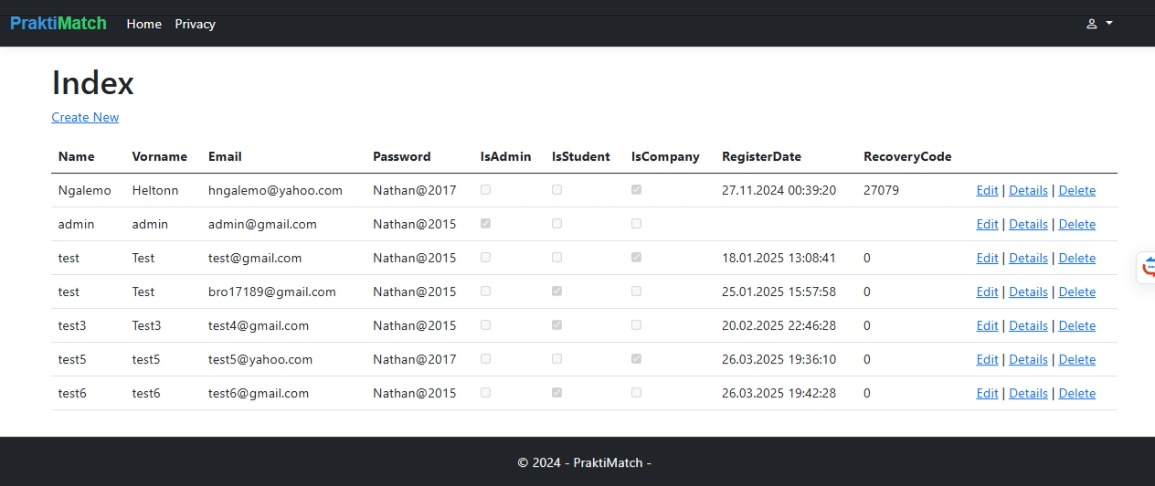 PraktiMatch Home Privacy
Index
Create New
Name Vorname Email Password IsAdmin IsStudent IsCompany RegisterDate RecoveryCode
Ngalemo Heltonn hngalemo@yahoo.com Nathan@2017 27.11.2024 00:39:20 27079 Edit | Details | Delete
admin admin admin@gmail.com Nathan@2015 Edit | Details | Delete
test Test test@gmail.com Nathan@2015 18.01.2025 13:08:41 0 Edit | Details | Delete
test Test bro17189@gmail.com Nathan@2015 25.01.2025 15:57:58 0 Edit | Details | Delete
test3 Test3 test4@gmail.com Nathan@2015 20.02.2025 22:46:28 0 Edit | Details | Delete
test5 test5 test5@yahoo.com Nathan@2017 26.03.2025 19:36:10 0 Edit | Details | Delete
test6 test6 test6@gmail.com Nathan@2015 26.03.2025 19:42:28 0 Edit | Details | Delete
© 2024 - PraktiMatch -